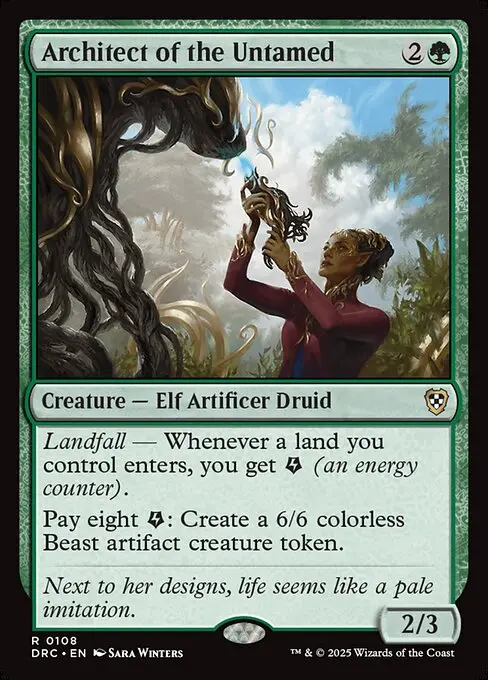 Architect of the Untamed 2
Creature — Elf Artificer Druid
Landfall — Whenever a land you
control enters, you get (an energy
counter).
Pay eight : Create a 6/6 colorless
Beast artifact creature token.
Next to her designs, life seems like a pale
imitation.
2/3
R 0108
DRC • EN Sara Winters
™ & © 2025 Wizards of the Coast